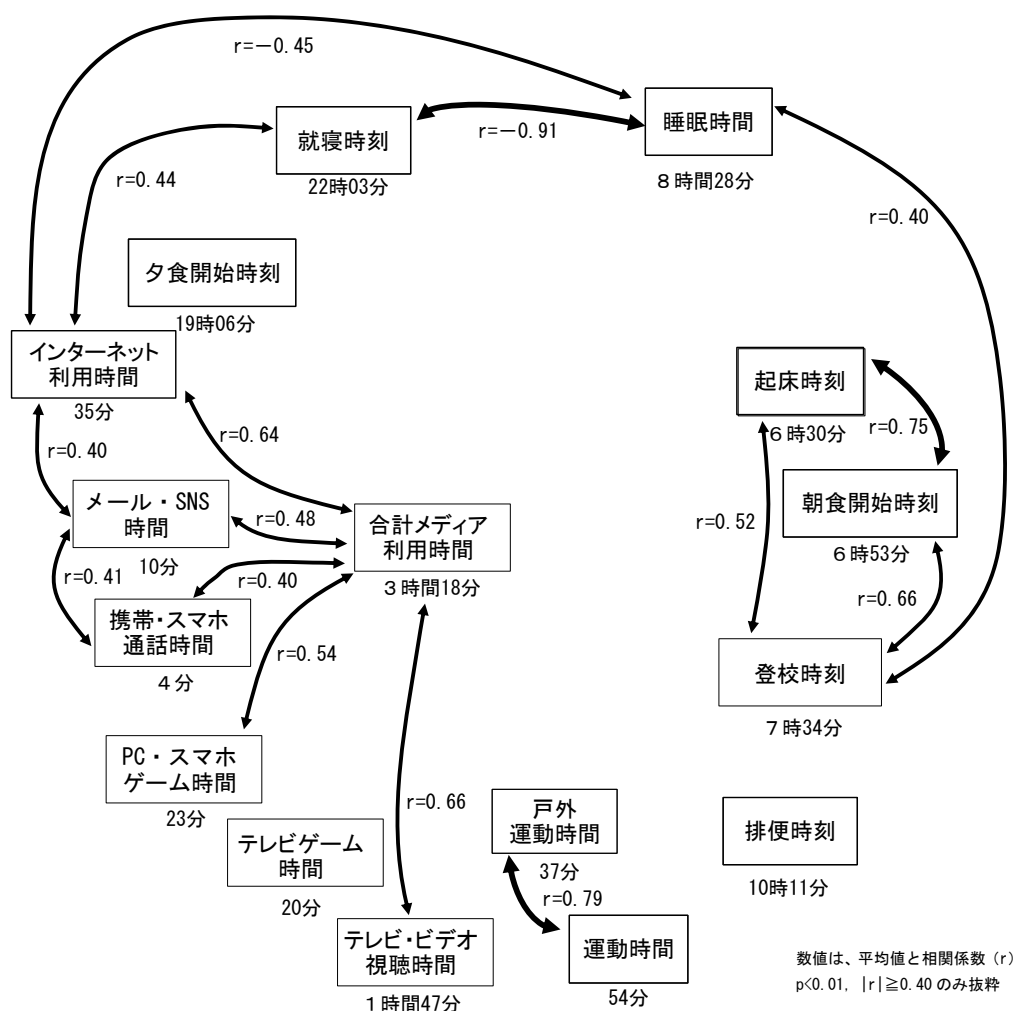 r=－0.45
睡眠時間
８時間28分
就寝時刻
22時03分
r=－0.91
r=0.44
r=0.40
夕食開始時刻
19時06分
インターネット
利用時間
35分
起床時刻
６時30分
r=0.75
r=0.64
r=0.40
メール・SNS
時間
10分
r=0.48
合計メディア
利用時間
３時間18分
朝食開始時刻
６時53分
r=0.52
r=0.41
r=0.40
r=0.66
携帯・スマホ
通話時間
４分
r=0.54
登校時刻
７時34分
PC・スマホ
ゲーム時間
23分
r=0.66
戸外
運動時間
37分
排便時刻
10時11分
テレビゲーム
時間
20分
r=0.79
テレビ・ビデオ
視聴時間
１時間47分
運動時間
54分
数値は、平均値と相関係数（r）
p<0.01, |r|≧0.40 のみ抜粋